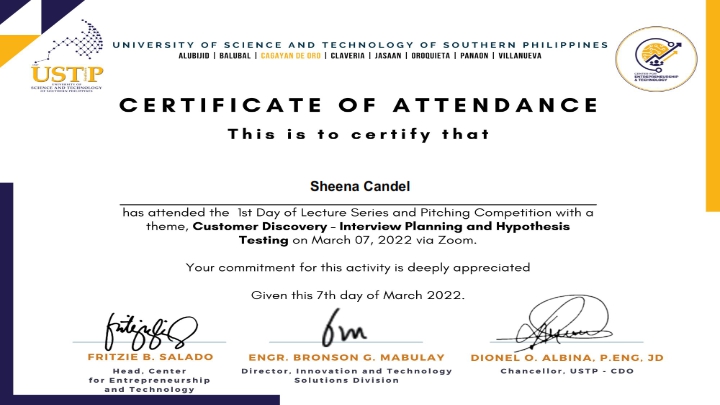 USTP
UNIVERSITY OF
SCIENCE AND TECHNOLOGY
OF SOUTHERN PHILIPPINES
UNIVERSITY OF SCIENCE AND TECHNOLOGY OF SOUTHERN PHILIPPINES
ALUBIJID | BALUBAL | CAGAYAN DE ORO | CLAVERIA | JASAAN | OROQUIETA | PANAON | VILLANUEVA
CENTER FOR
ENTREPRENEURSHIP
& TECHNOLOGY
CERTIFICATE OF ATTENDANCE
This is to certify that
Sheena Candel
has attended the 1st Day of Lecture Series and Pitching Competition with a
theme, Customer Discovery - Interview Planning and Hypothesis
Testing on March 07, 2022 via Zoom.
Your commitment for this activity is deeply appreciated
Given this 7th day of March 2022.
FRITZIE B. SALADO
Head, Center
for Entrepreneurship
and Technology
ENGR. BRONSON G. MABULAY
Director, Innovation and Technology
Solutions Division
DIONEL O. ALBINA, P.ENG, JD
Chancellor, USTP - CDO